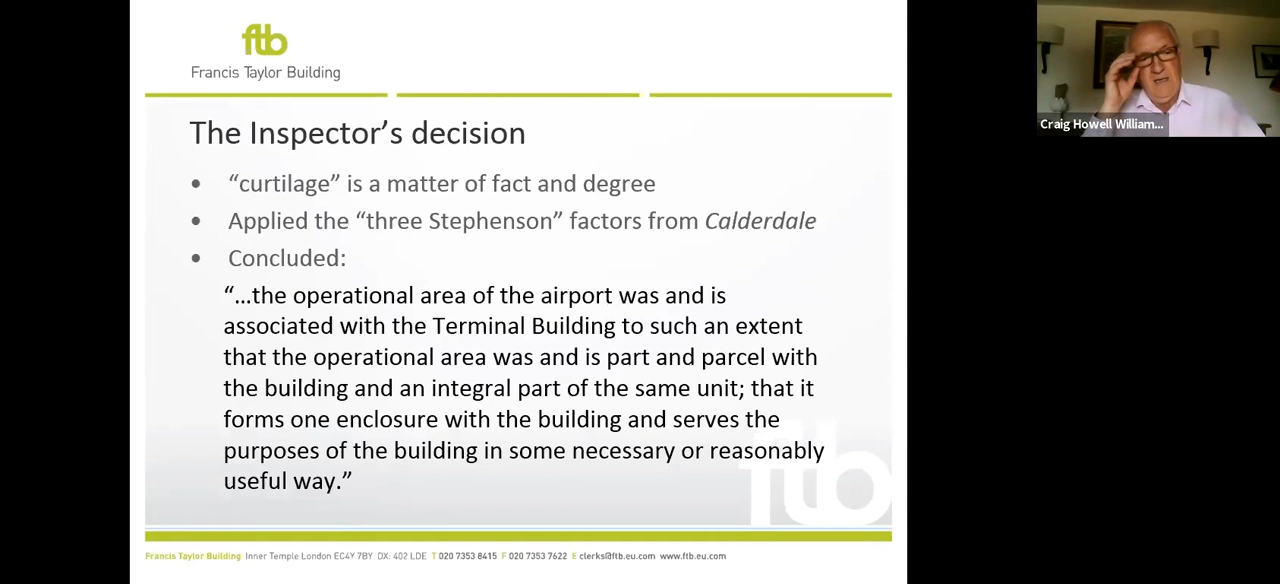 ftb
Francis Taylor Building
Craig Howell William...
The Inspector’s decision
• “curtilage” is a matter of fact and degree
• Applied the “three Stephenson” factors from Calderdale
• Concluded:
“…the operational area of the airport was and is
associated with the Terminal Building to such an extent
that the operational area was and is part and parcel with
the building and an integral part of the same unit; that it
forms one enclosure with the building and serves the
purposes of the building in some necessary or reasonably
useful way.”
ftb
Francis Taylor Building Inner Temple London EC4Y 7BY DX: 402 LDE T 020 7353 8415 F 020 7353 7622 E clerks@ftb.eu.com www.ftb.eu.com